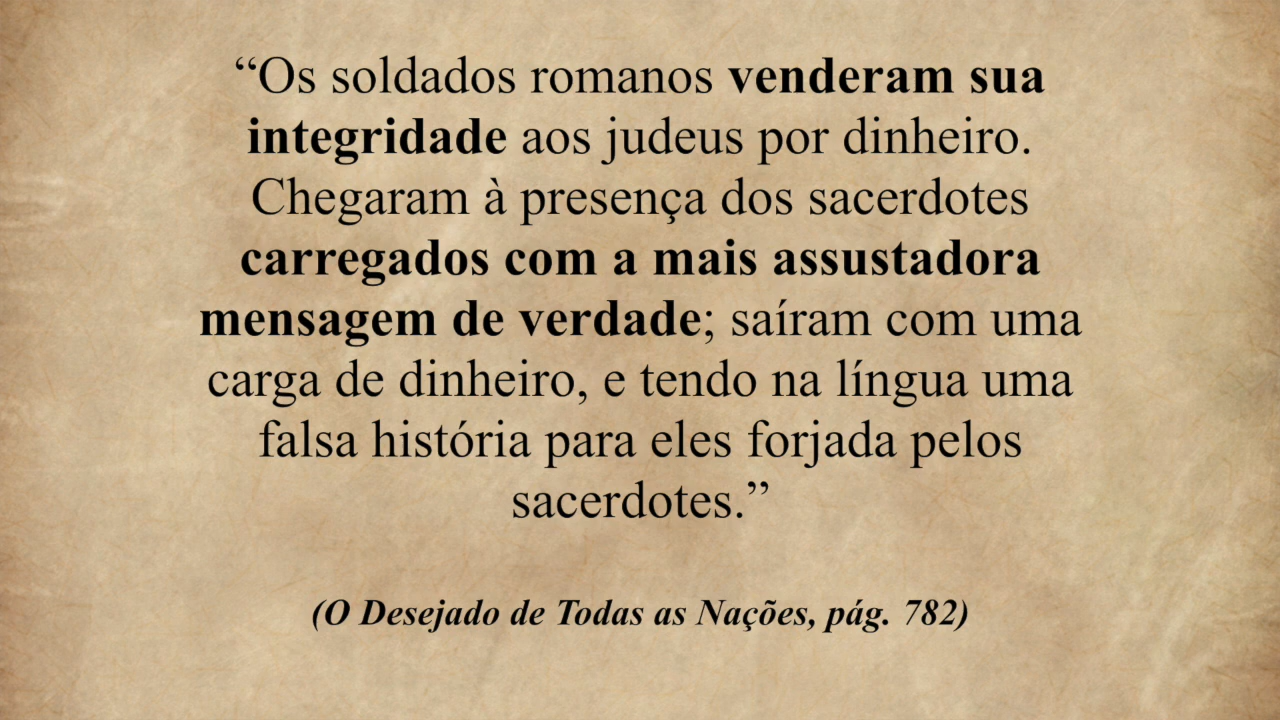 “Os soldados romanos venderam sua
integridade aos judeus por dinheiro.
Chegaram à presença dos sacerdotes
carregados com a mais assustadora
mensagem de verdade; saíram com uma
carga de dinheiro, e tendo na língua uma
falsa história para eles forjada pelos
sacerdotes.”
(O Desejado de Todas as Nações, pág. 782)